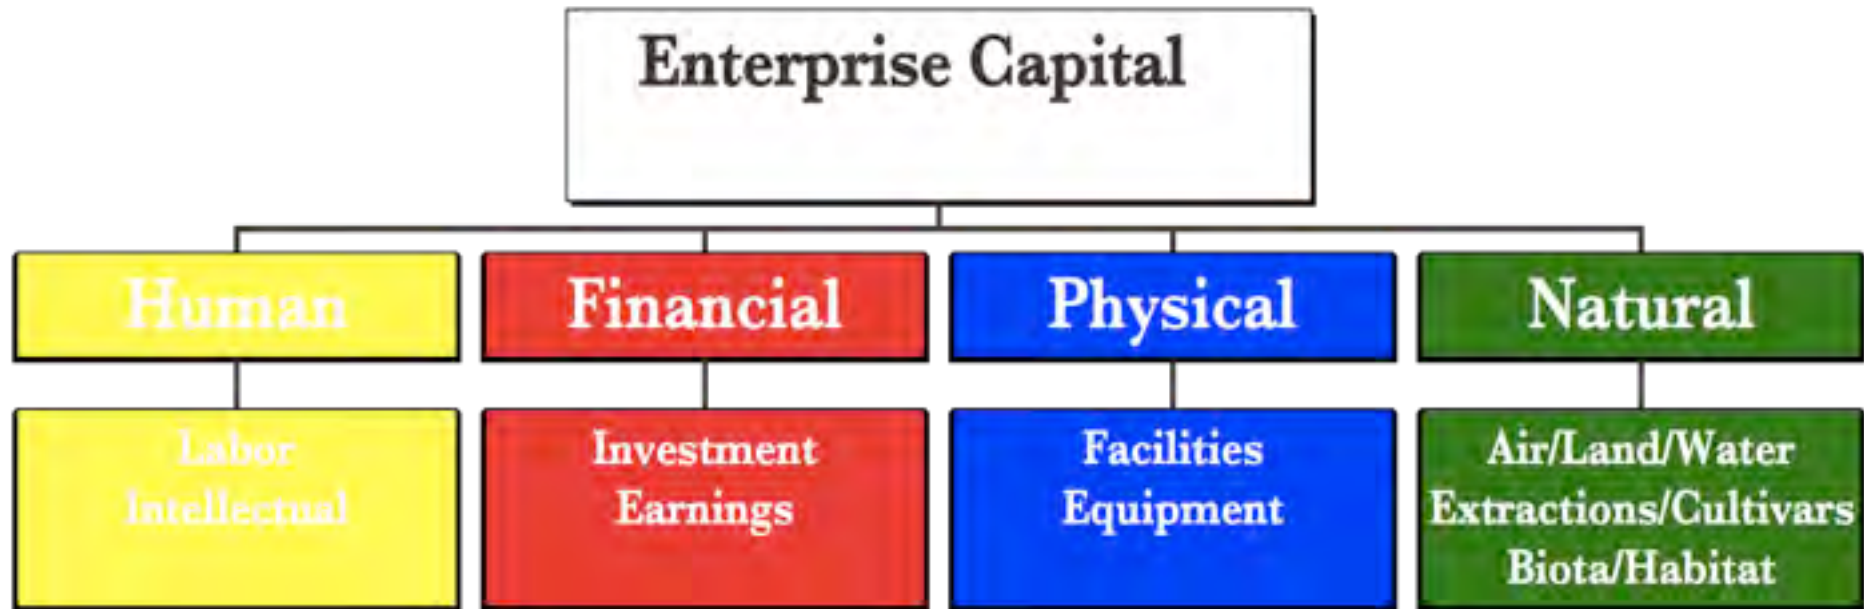 Enterprise Capital
Human
Financial
Physical
Natural
Labor
Intellectual
Investment
Earnings
Facilities
Equipment
Air/Land/Water
Extractions/Cultivars
Biota/Habitat